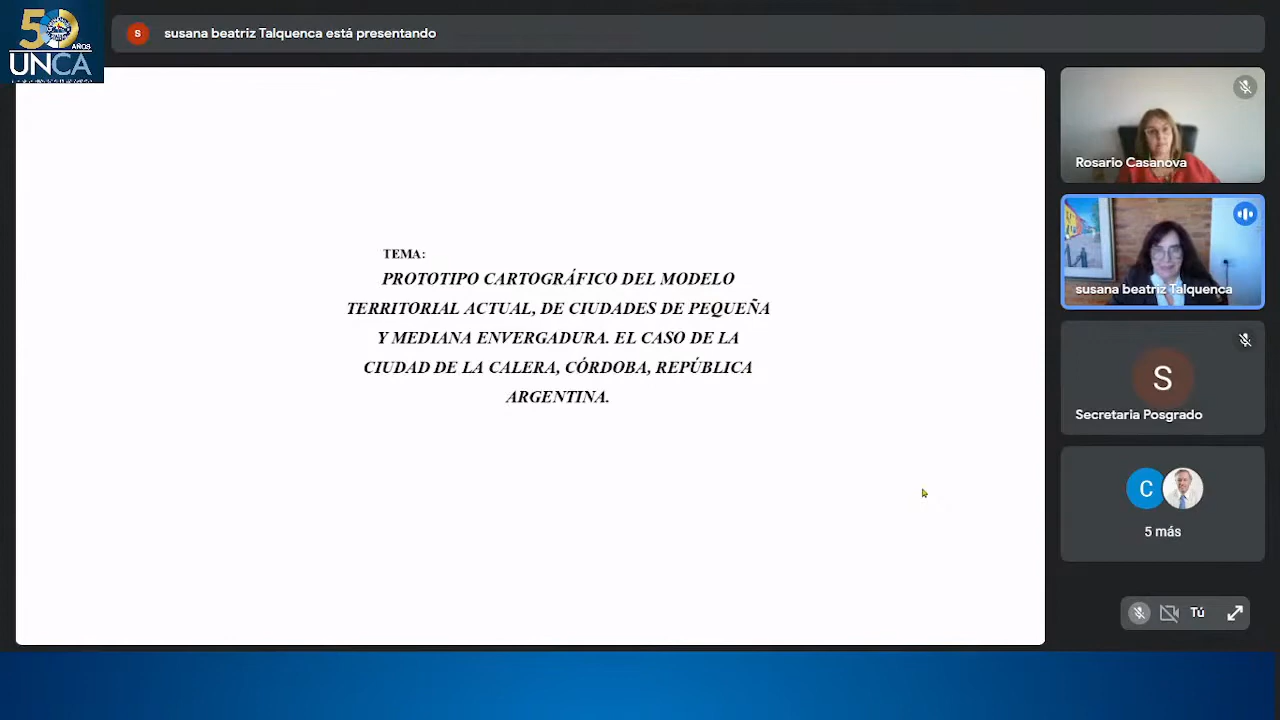 50
AÑOS
UNCA
S
susana beatriz Talquenca está presentando
TEMA:
PROTOTIPO CARTOGRÁFICO DEL MODELO
TERRITORIAL ACTUAL, DE CIUDADES DE PEQUEÑA
Y MEDIANA ENVERGADURA. EL CASO DE LA
CIUDAD DE LA CALERA, CÓRDOBA, REPÚBLICA
ARGENTINA.
Rosario Casanova
susana beatriz Talquenca
S
Secretaria Posgrado
C
5 más
Tú